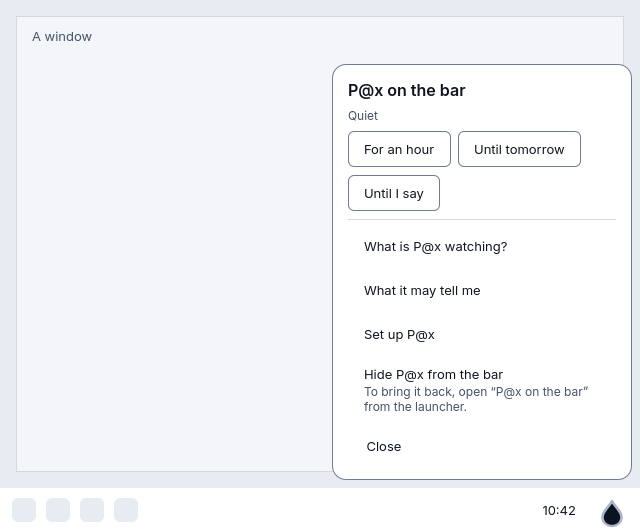 A window
P@x on the bar
Quiet
For an hour
Until tomorrow
Until I say
What is P@x watching?
What it may tell me
Set up P@x
Hide P@x from the bar
To bring it back, open “P@x on the bar”
from the launcher.
Close
10:42